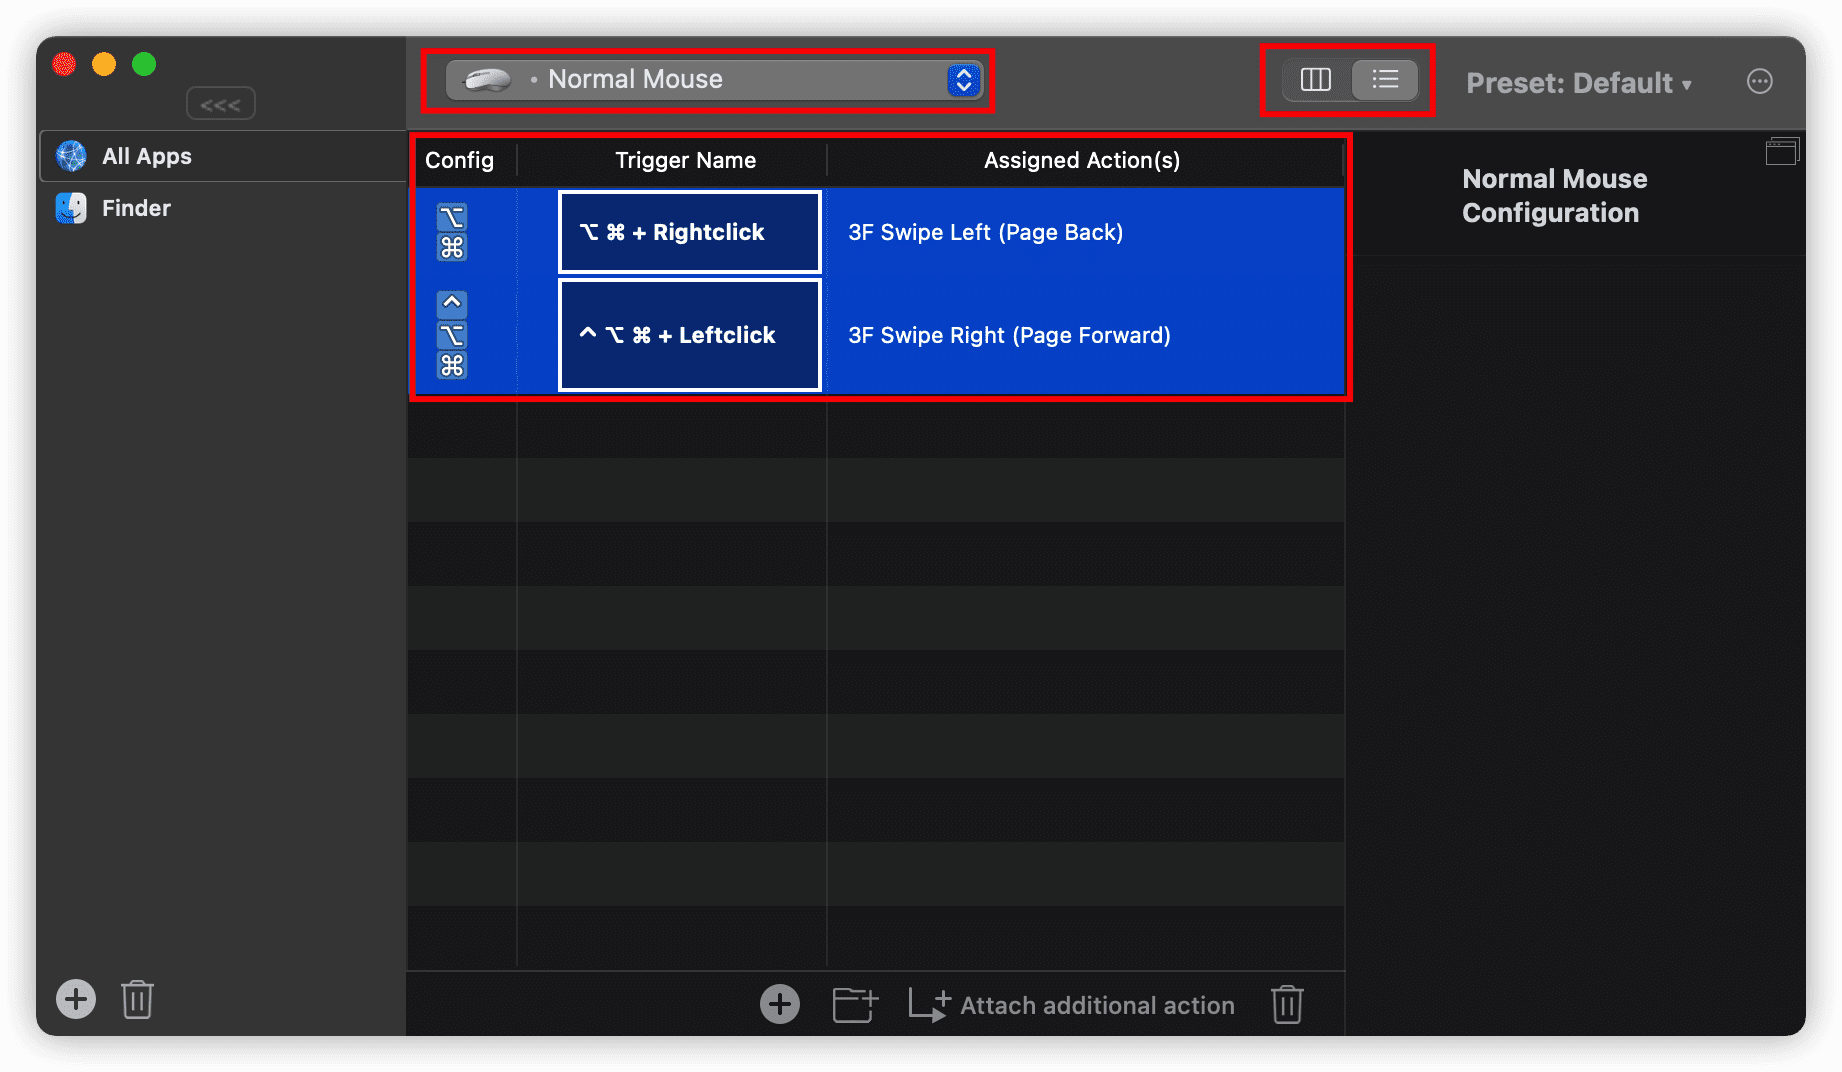 <<<
• Normal Mouse
Preset: Default ▾
All Apps
Finder
Config Trigger Name Assigned Action(s)
⌥ ⌘
⌥ ⌘ + Rightclick
3F Swipe Left (Page Back)
^ ⌥ ⌘
^ ⌥ ⌘ + Leftclick
3F Swipe Right (Page Forward)
Normal Mouse
Configuration
Attach additional action